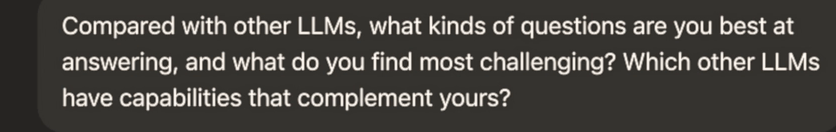 Compared with other LLMs, what kinds of questions are you best at
answering, and what do you find most challenging? Which other LLMs
have capabilities that complement yours?